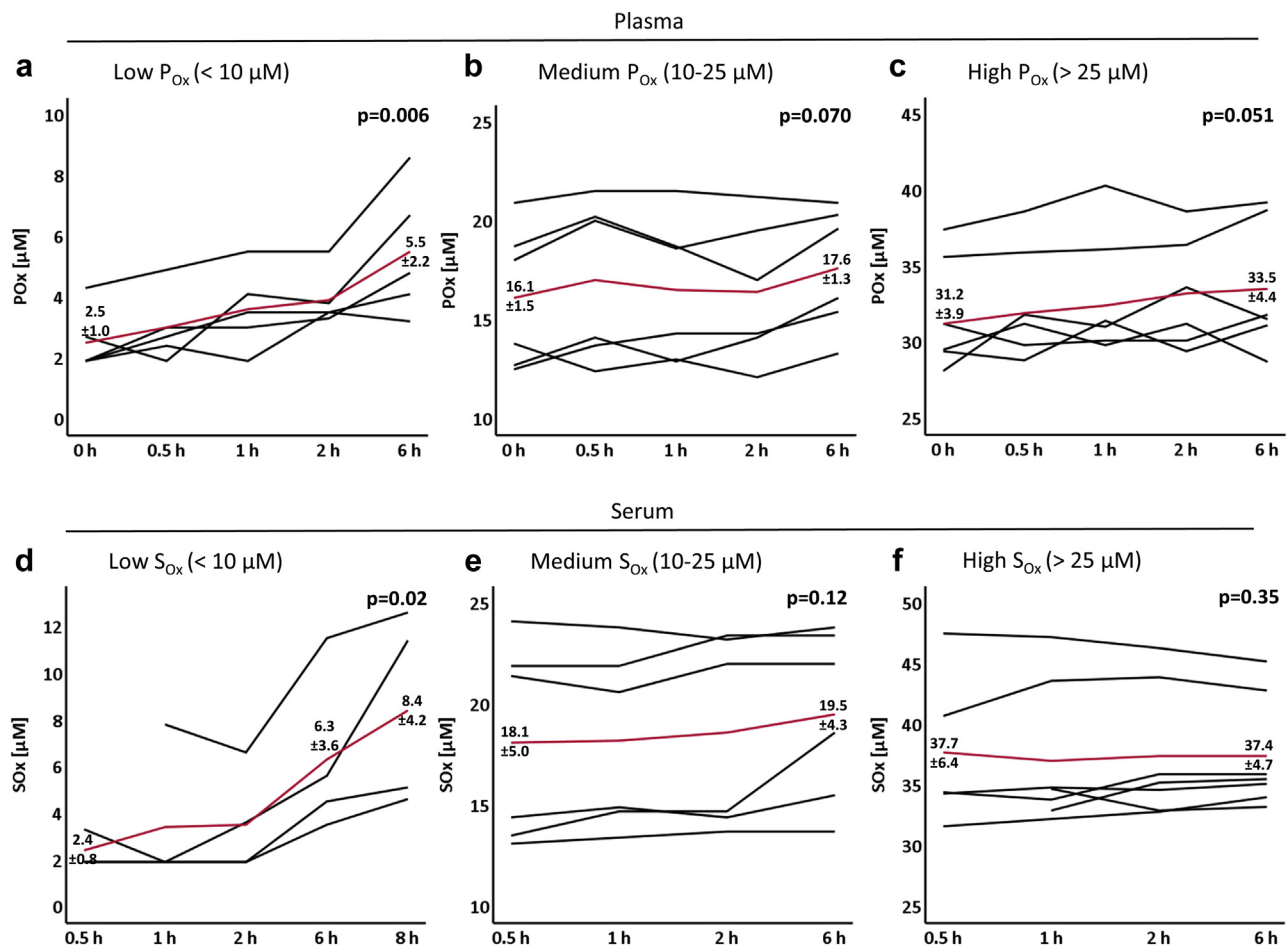 Plasma
a
Low POx (< 10 μM)
p=0.006
POx [μM]
10
8
6
4
2
0
2.5
±1.0
5.5
±2.2
0 h 0.5 h 1 h 2 h 6 h
b
Medium POx (10-25 μM)
p=0.070
POx [μM]
25
20
15
10
16.1
±1.5
17.6
±1.3
0 h 0.5 h 1 h 2 h 6 h
c
High POx (> 25 μM)
p=0.051
POx [μM]
45
40
35
30
25
31.2
±3.9
33.5
±4.4
0 h 0.5 h 1 h 2 h 6 h
Serum
d
Low SOx (< 10 μM)
p=0.02
SOx [μM]
12
10
8
6
4
2
0
2.4
±0.8
6.3
±3.6
8.4
±4.2
0.5 h 1 h 2 h 6 h 8 h
e
Medium SOx (10-25 μM)
p=0.12
SOx [μM]
25
20
15
10
18.1
±5.0
19.5
±4.3
0.5 h 1 h 2 h 6 h
f
High SOx (> 25 μM)
p=0.35
SOx [μM]
50
45
40
35
30
25
37.7
±6.4
37.4
±4.7
0.5 h 1 h 2 h 6 h